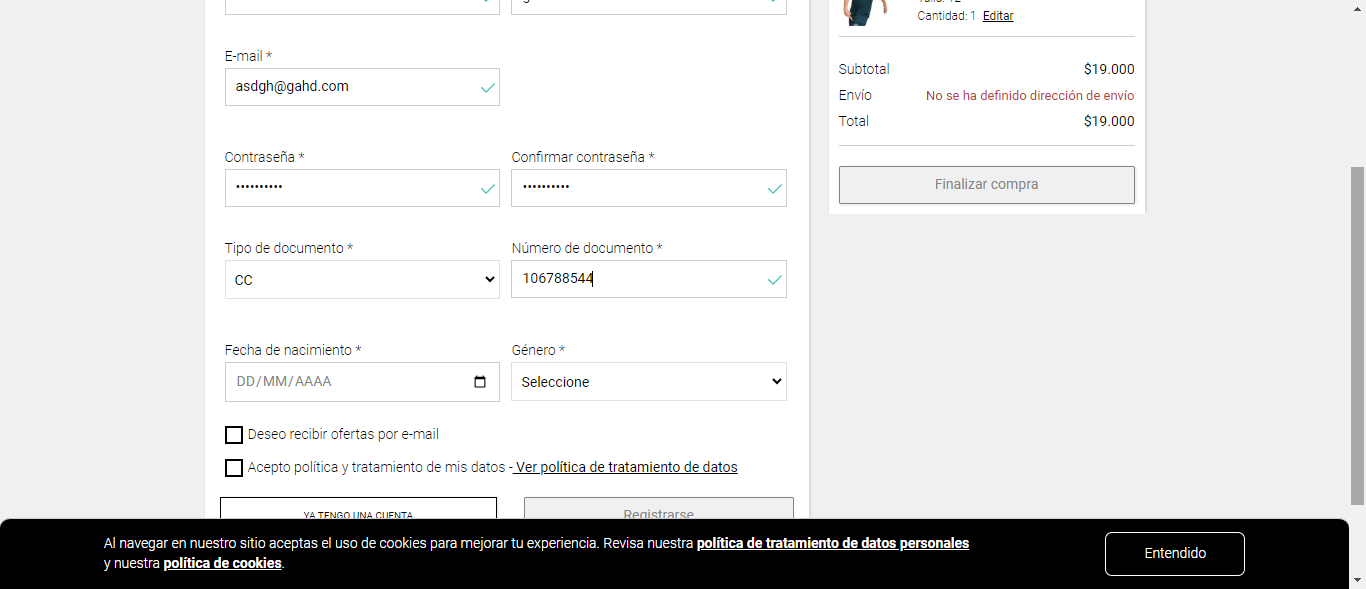 Cantidad: 1 Editar
E-mail *
asdgh@gahd.com
Subtotal $19.000
Envío No se ha definido dirección de envío
Total $19.000
Contraseña * Confirmar contraseña *
•••••••••• ••••••••••
Finalizar compra
Tipo de documento * Número de documento *
CC 106788544
Fecha de nacimiento * Género *
DD/MM/AAAA Seleccione
Deseo recibir ofertas por e-mail
Acepto política y tratamiento de mis datos - Ver política de tratamiento de datos
YA TENGO UNA CUENTA Registrarse
Al navegar en nuestro sitio aceptas el uso de cookies para mejorar tu experiencia. Revisa nuestra política de tratamiento de datos personales
y nuestra política de cookies.
Entendido